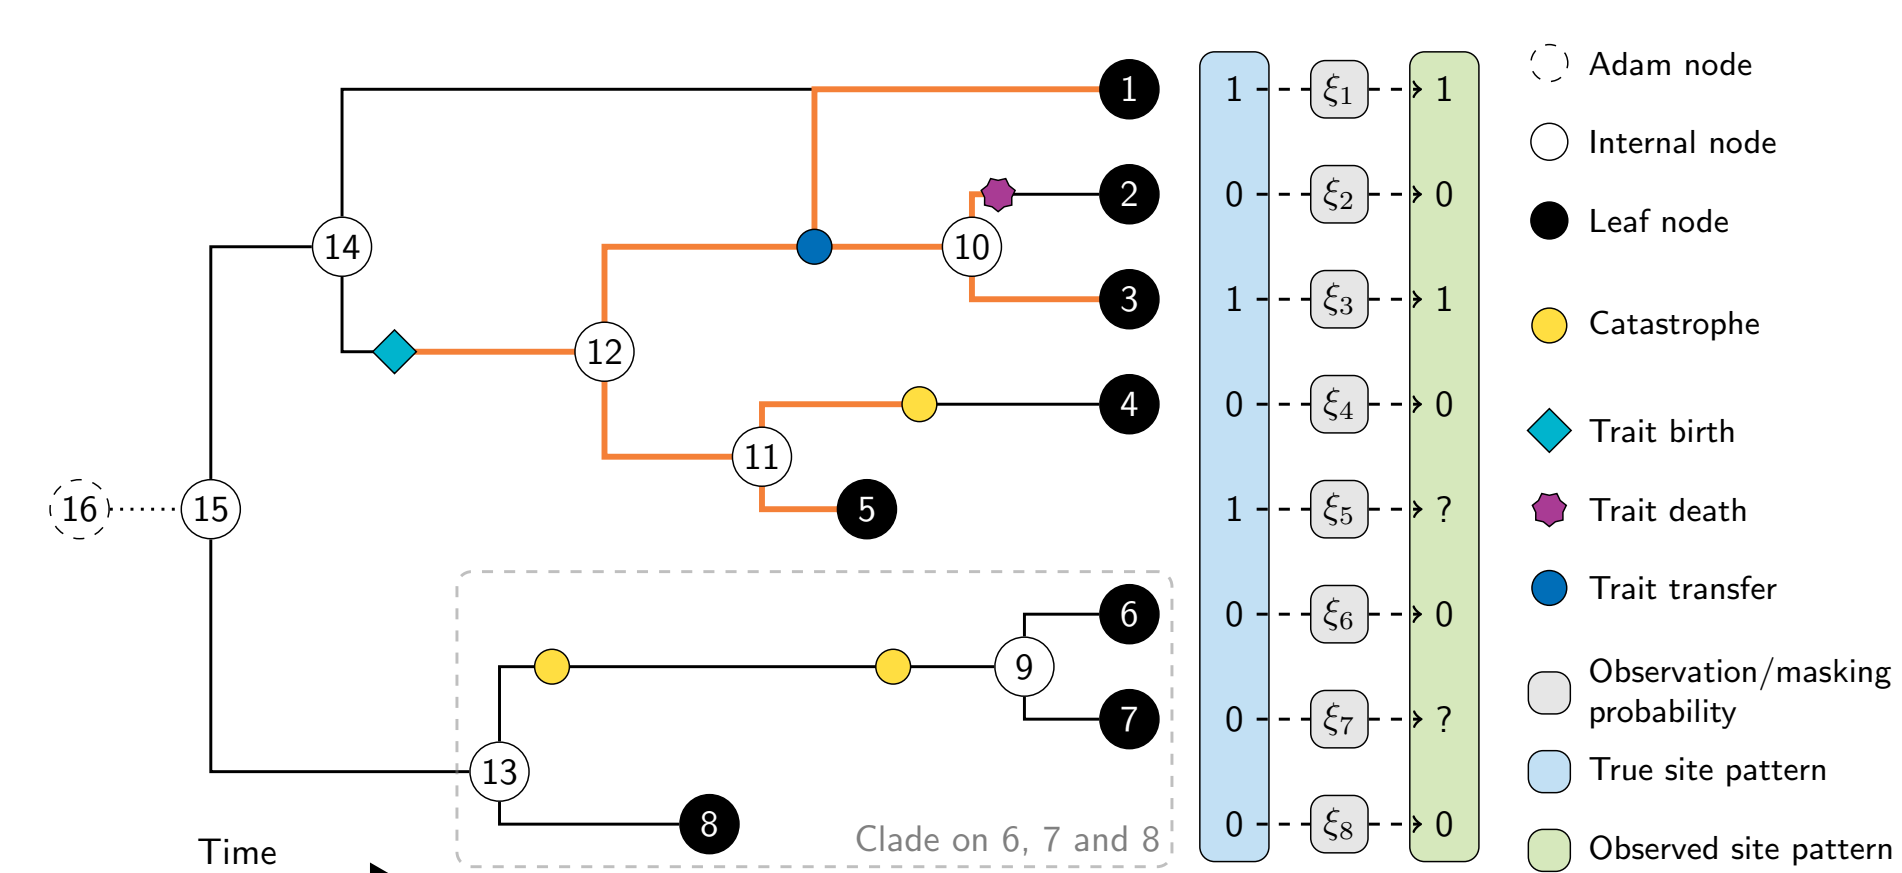 1 1 ξ1 1 Adam node
Internal node
2 0 ξ2 0
Leaf node
14 10
3 1 ξ3 1
Catastrophe
12
4 0 ξ4 0
Trait birth
11
16 15 5 1 ξ5 ? Trait death
Trait transfer
6 0 ξ6 0
9
Observation/masking
probability
7 0 ξ7 ?
13
True site pattern
8 0 ξ8 0
Clade on 6, 7 and 8
Observed site pattern
Time